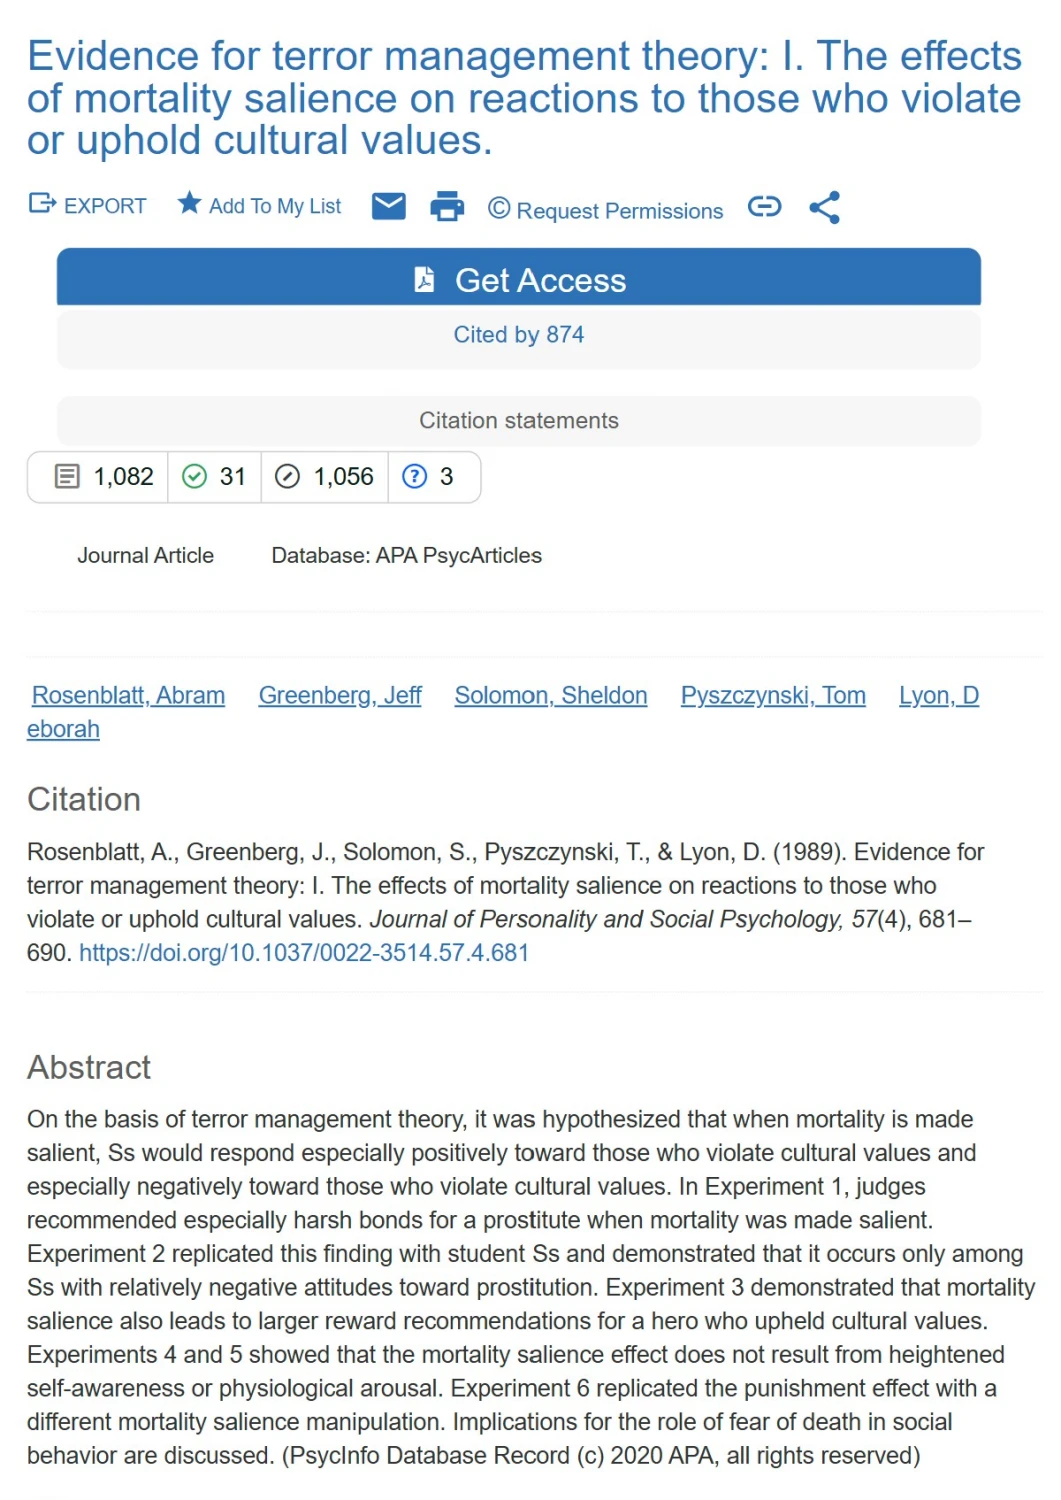 Evidence for terror management theory: I. The effects
of mortality salience on reactions to those who violate
or uphold cultural values.
EXPORT Add To My List © Request Permissions
Get Access
Cited by 874
Citation statements
1,082 31 1,056 ? 3
Journal Article Database: APA PsycArticles
Rosenblatt, Abram Greenberg, Jeff Solomon, Sheldon Pyszczynski, Tom Lyon, D
eborah
Citation
Rosenblatt, A., Greenberg, J., Solomon, S., Pyszczynski, T., & Lyon, D. (1989). Evidence for
terror management theory: I. The effects of mortality salience on reactions to those who
violate or uphold cultural values. Journal of Personality and Social Psychology, 57(4), 681–
690. https://doi.org/10.1037/0022-3514.57.4.681
Abstract
On the basis of terror management theory, it was hypothesized that when mortality is made
salient, Ss would respond especially positively toward those who violate cultural values and
especially negatively toward those who violate cultural values. In Experiment 1, judges
recommended especially harsh bonds for a prostitute when mortality was made salient.
Experiment 2 replicated this finding with student Ss and demonstrated that it occurs only among
Ss with relatively negative attitudes toward prostitution. Experiment 3 demonstrated that mortality
salience also leads to larger reward recommendations for a hero who upheld cultural values.
Experiments 4 and 5 showed that the mortality salience effect does not result from heightened
self-awareness or physiological arousal. Experiment 6 replicated the punishment effect with a
different mortality salience manipulation. Implications for the role of fear of death in social
behavior are discussed. (PsycInfo Database Record (c) 2020 APA, all rights reserved)